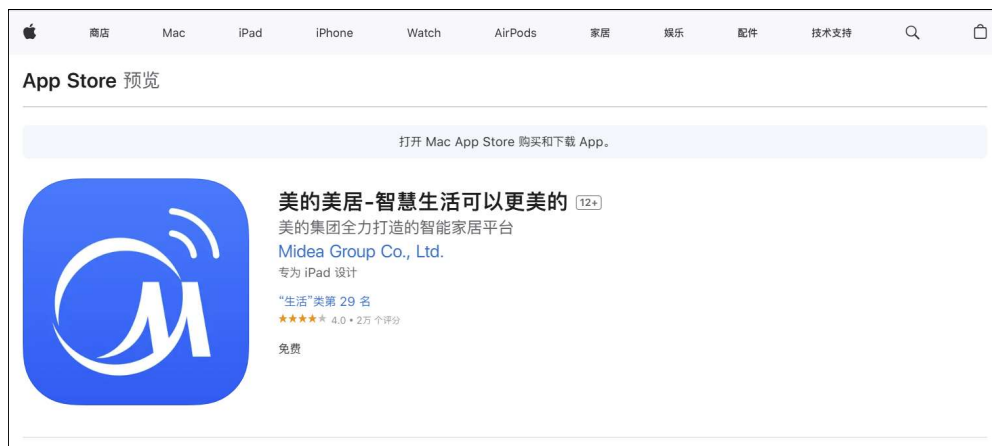 商店 Mac iPad iPhone Watch AirPods 家居 娱乐 配件 技术支持
App Store 预览
打开 Mac App Store 购买和下载 App。
美的美居-智慧生活可以更美的 12+
美的集团全力打造的智能家居平台
Midea Group Co., Ltd.
专为 iPad 设计
“生活”类第 29 名
★★★★★ 4.0 • 2万 个评分
免费